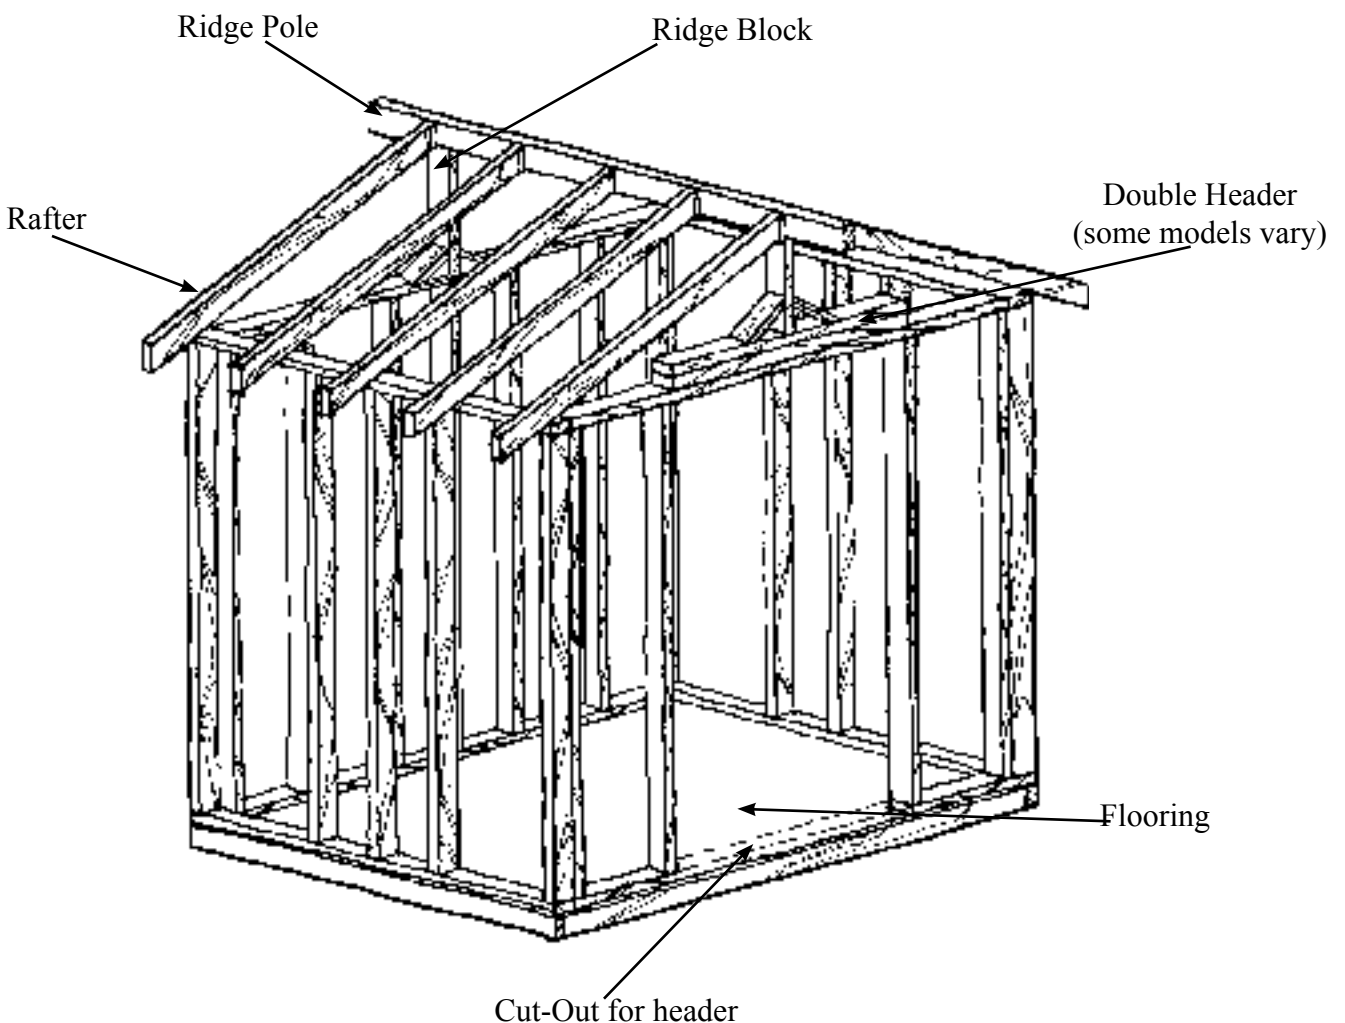 Ridge Pole
Ridge Block
Rafter
Double Header
(some models vary)
Flooring
Cut-Out for header